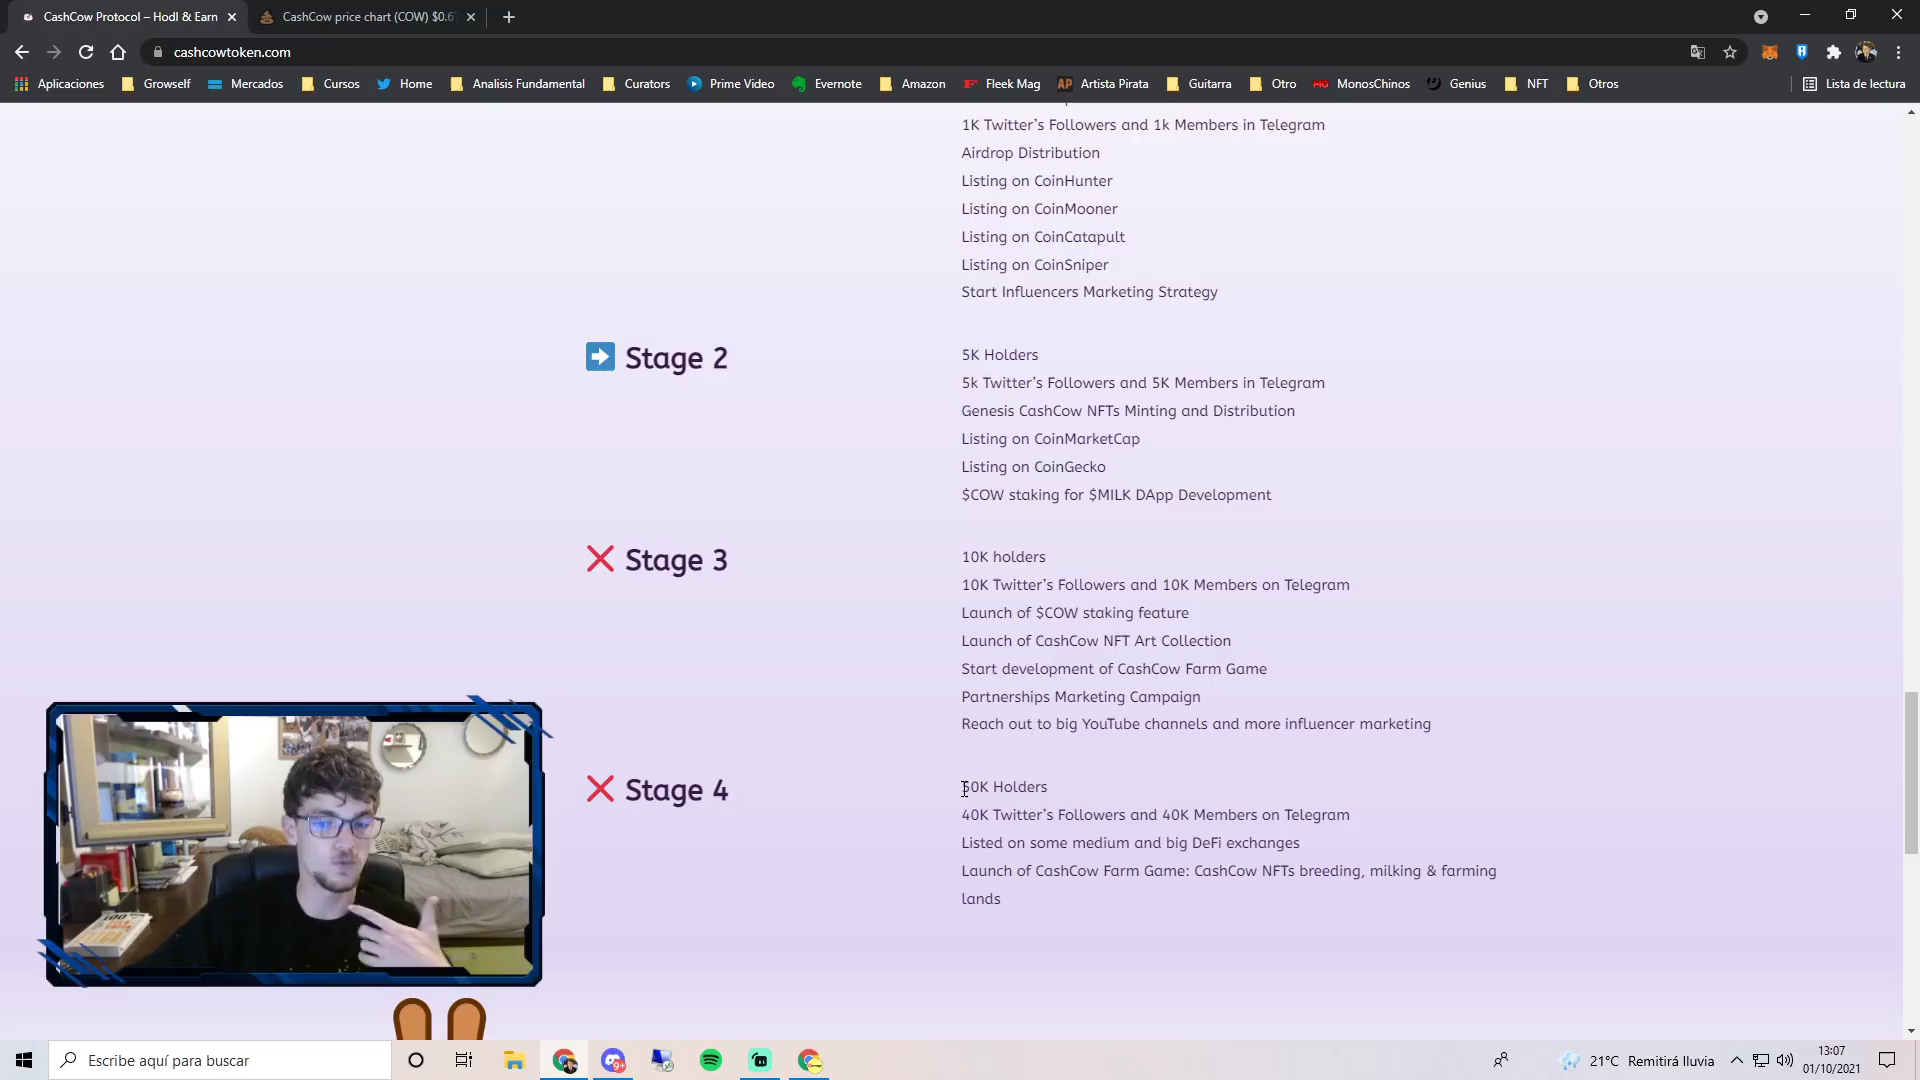 CashCow Protocol – Hodl & Earn
CashCow price chart (COW) $0.6
cashcowtoken.com
Aplicaciones
Growself
Mercados
Cursos
Home
Analisis Fundamental
Curators
Prime Video
Evernote
Amazon
Fleek Mag
AP
Artista Pirata
Guitarra
Otro
MO
MonosChinos
Genius
NFT
Otros
Lista de lectura
1K Twitter’s Followers and 1k Members in Telegram
Airdrop Distribution
Listing on CoinHunter
Listing on CoinMooner
Listing on CoinCatapult
Listing on CoinSniper
Start Influencers Marketing Strategy
Stage 2
5K Holders
5k Twitter’s Followers and 5K Members in Telegram
Genesis CashCow NFTs Minting and Distribution
Listing on CoinMarketCap
Listing on CoinGecko
$COW staking for $MILK DApp Development
Stage 3
10K holders
10K Twitter’s Followers and 10K Members on Telegram
Launch of $COW staking feature
Launch of CashCow NFT Art Collection
Start development of CashCow Farm Game
Partnerships Marketing Campaign
Reach out to big YouTube channels and more influencer marketing
Stage 4
50K Holders
40K Twitter’s Followers and 40K Members on Telegram
Listed on some medium and big DeFi exchanges
Launch of CashCow Farm Game: CashCow NFTs breeding, milking & farming
lands
100
Escribe aquí para buscar
9+
21°C Remitirá lluvia
13:07
01/10/2021